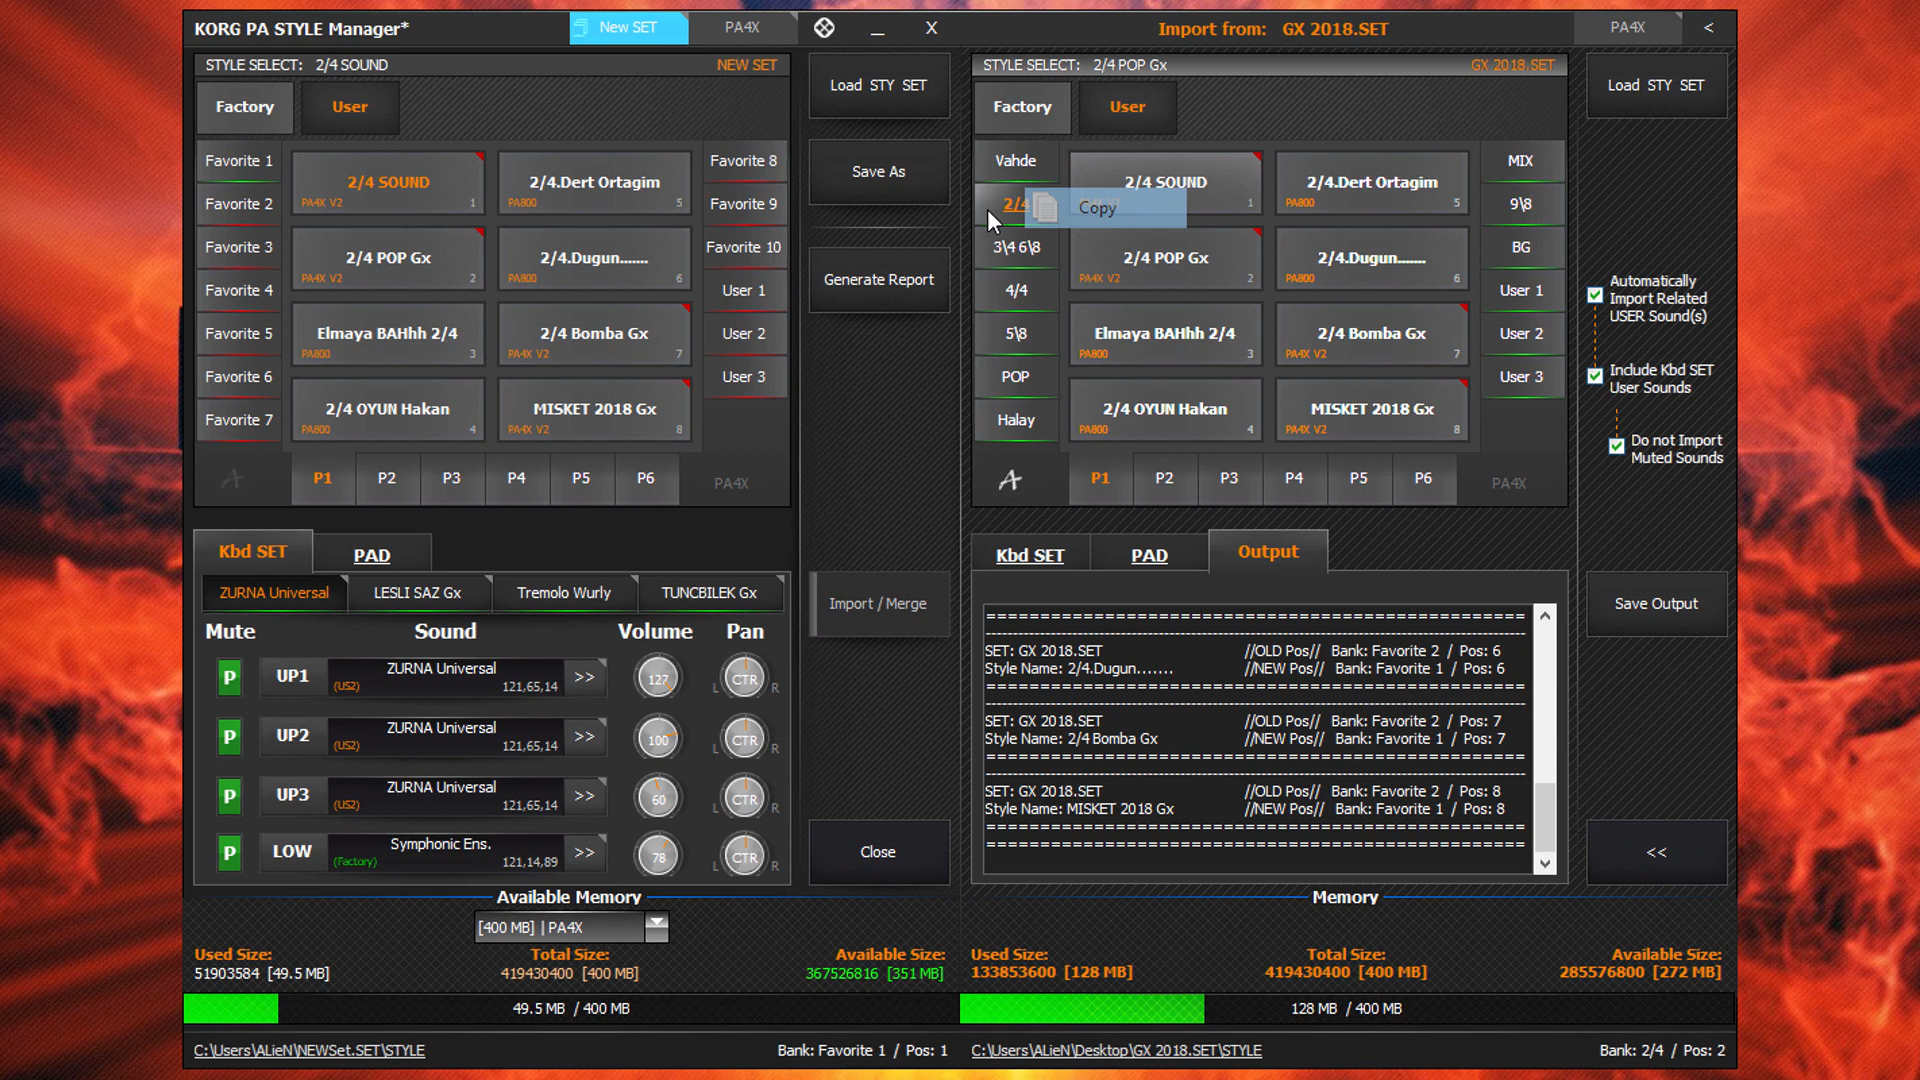 KORG PA STYLE Manager*
New SET
PA4X
X
Import from: GX 2018.SET
PA4X
<
STYLE SELECT: 2/4 SOUND
NEW SET
Factory
User
Favorite 1
Favorite 2
Favorite 3
Favorite 4
Favorite 5
Favorite 6
Favorite 7
2/4 SOUND
PA4X V2
1
2/4.Dert Ortagim
PA800
5
2/4 POP Gx
PA4X V2
2
2/4.Dugun.......
PA800
6
Elmaya BAHhh 2/4
PA800
3
2/4 Bomba Gx
PA4X V2
7
2/4 OYUN Hakan
PA800
4
MISKET 2018 Gx
PA4X V2
8
Favorite 8
Favorite 9
Favorite 10
User 1
User 2
User 3
P1
P2
P3
P4
P5
P6
PA4X
Load STY SET
Save As
Generate Report
Import / Merge
Close
STYLE SELECT: 2/4 POP Gx
GX 2018.SET
Factory
User
Vahde
2/4
3\4 6\8
4/4
5\8
POP
Halay
Copy
2/4 SOUND
1
2/4.Dert Ortagim
PA800
5
2/4 POP Gx
PA4X V2
2
2/4.Dugun.......
PA800
6
Elmaya BAHhh 2/4
PA800
3
2/4 Bomba Gx
PA4X V2
7
2/4 OYUN Hakan
PA800
4
MISKET 2018 Gx
PA4X V2
8
MIX
9\8
BG
User 1
User 2
User 3
P1
P2
P3
P4
P5
P6
PA4X
Load STY SET
Automatically
Import Related
USER Sound(s)
Include Kbd SET
User Sounds
Do not Import
Muted Sounds
Save Output
<<
Kbd SET
PAD
ZURNA Universal
LESLI SAZ Gx
Tremolo Wurly
TUNCBILEK Gx
Mute
Sound
Volume
Pan
P
UP1
ZURNA Universal
(US2)
121,65,14
>>
127
L
CTR
R
P
UP2
ZURNA Universal
(US2)
121,65,14
>>
100
L
CTR
R
P
UP3
ZURNA Universal
(US2)
121,65,14
>>
60
L
CTR
R
P
LOW
Symphonic Ens.
(Factory)
121,14,89
>>
78
L
CTR
R
Kbd SET
PAD
Output
=====================================================
-----------------------------------------------------
SET: GX 2018.SET //OLD Pos// Bank: Favorite 2 / Pos: 6
Style Name: 2/4.Dugun....... //NEW Pos// Bank: Favorite 1 / Pos: 6
=====================================================
-----------------------------------------------------
SET: GX 2018.SET //OLD Pos// Bank: Favorite 2 / Pos: 7
Style Name: 2/4 Bomba Gx //NEW Pos// Bank: Favorite 1 / Pos: 7
=====================================================
-----------------------------------------------------
SET: GX 2018.SET //OLD Pos// Bank: Favorite 2 / Pos: 8
Style Name: MISKET 2018 Gx //NEW Pos// Bank: Favorite 1 / Pos: 8
=====================================================
=====================================================
Available Memory
[400 MB] | PA4X
Used Size:
51903584 [49.5 MB]
Total Size:
419430400 [400 MB]
Available Size:
367526816 [351 MB]
49.5 MB / 400 MB
Memory
Used Size:
133853600 [128 MB]
Total Size:
419430400 [400 MB]
Available Size:
285576800 [272 MB]
128 MB / 400 MB
C:\Users\ALieN\NEWSet.SET\STYLE
Bank: Favorite 1 / Pos: 1
C:\Users\ALieN\Desktop\GX 2018.SET\STYLE
Bank: 2/4 / Pos: 2